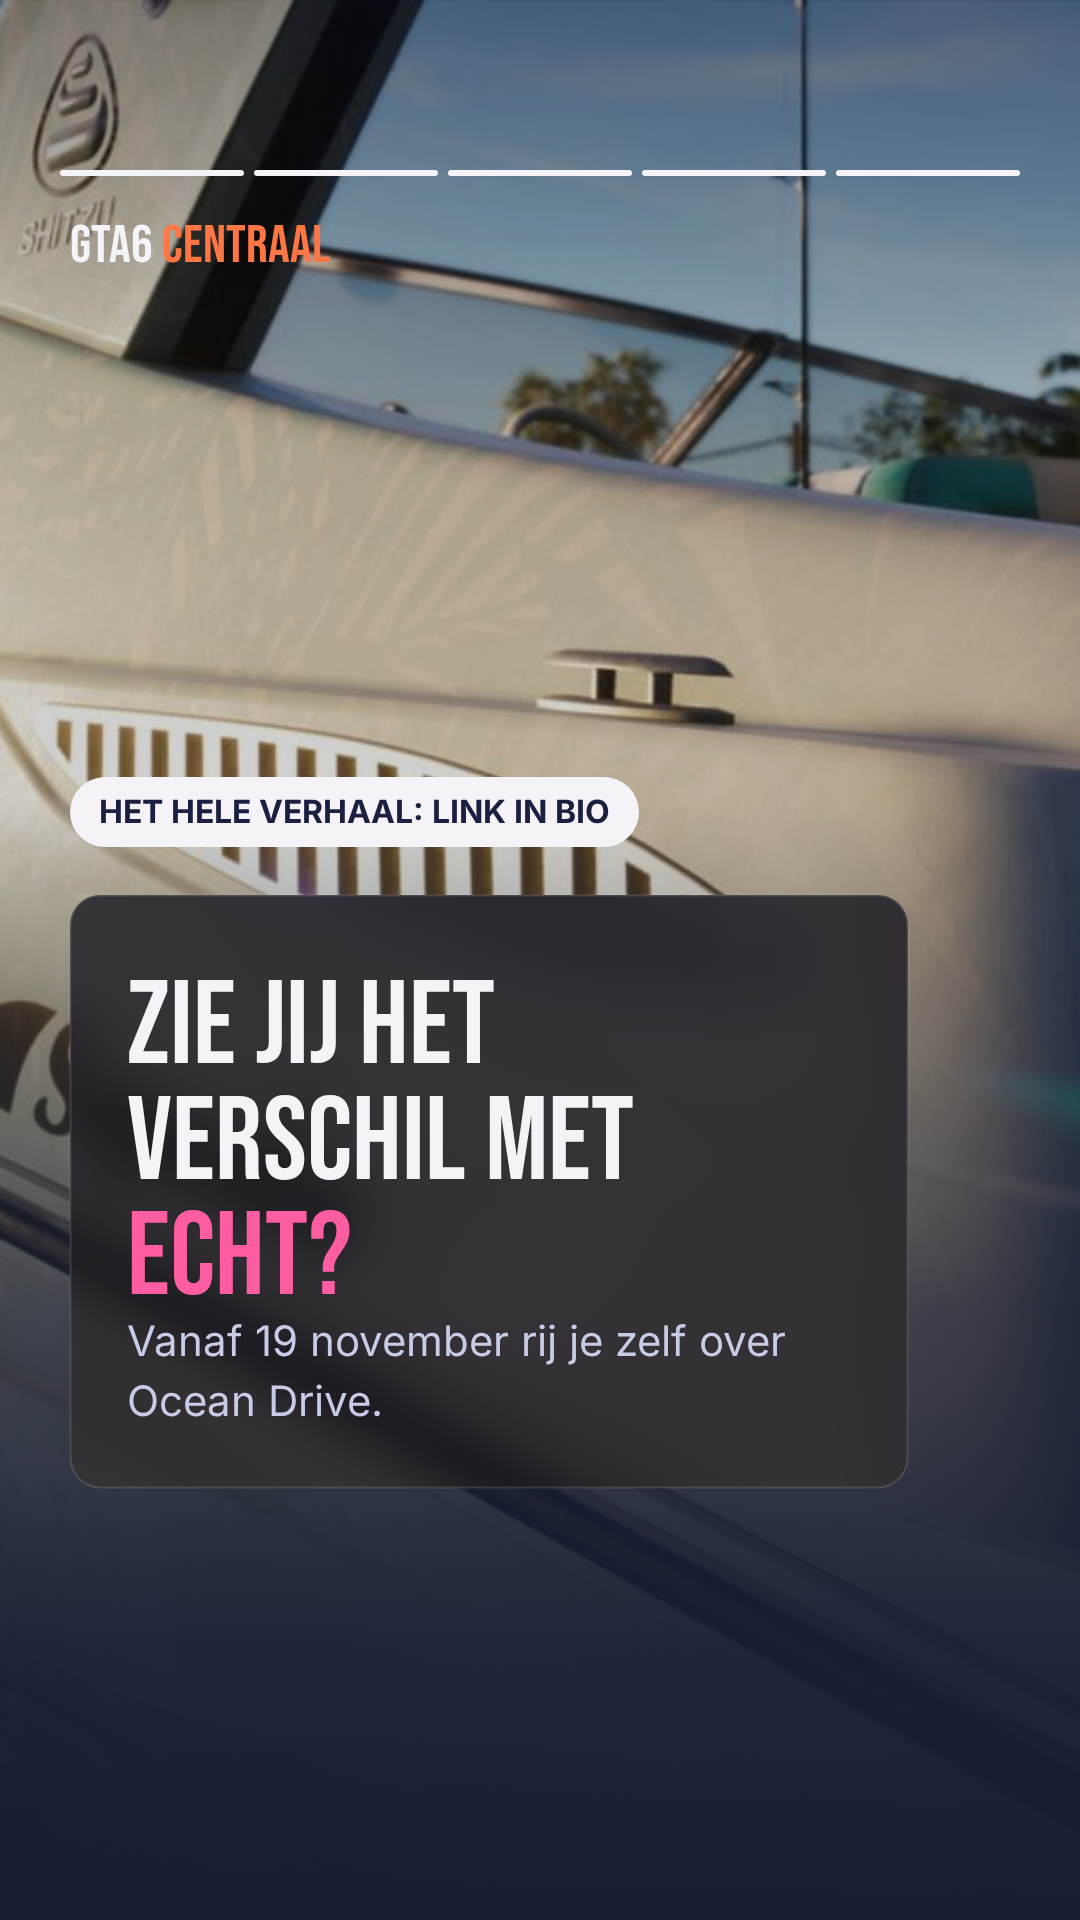 SHITZU
GTA6 CENTRAAL
HET HELE VERHAAL: LINK IN BIO
ZIE JIJ HET
VERSCHIL MET
ECHT?
Vanaf 19 november rij je zelf over
Ocean Drive.